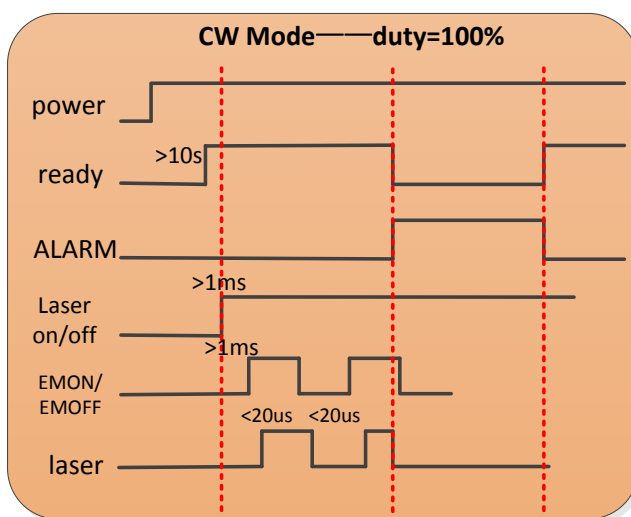 CW Mode——duty=100%
power
>10s
ready
ALARM
>1ms
Laser
on/off
>1ms
EMON/
EMOFF
<20us <20us
laser